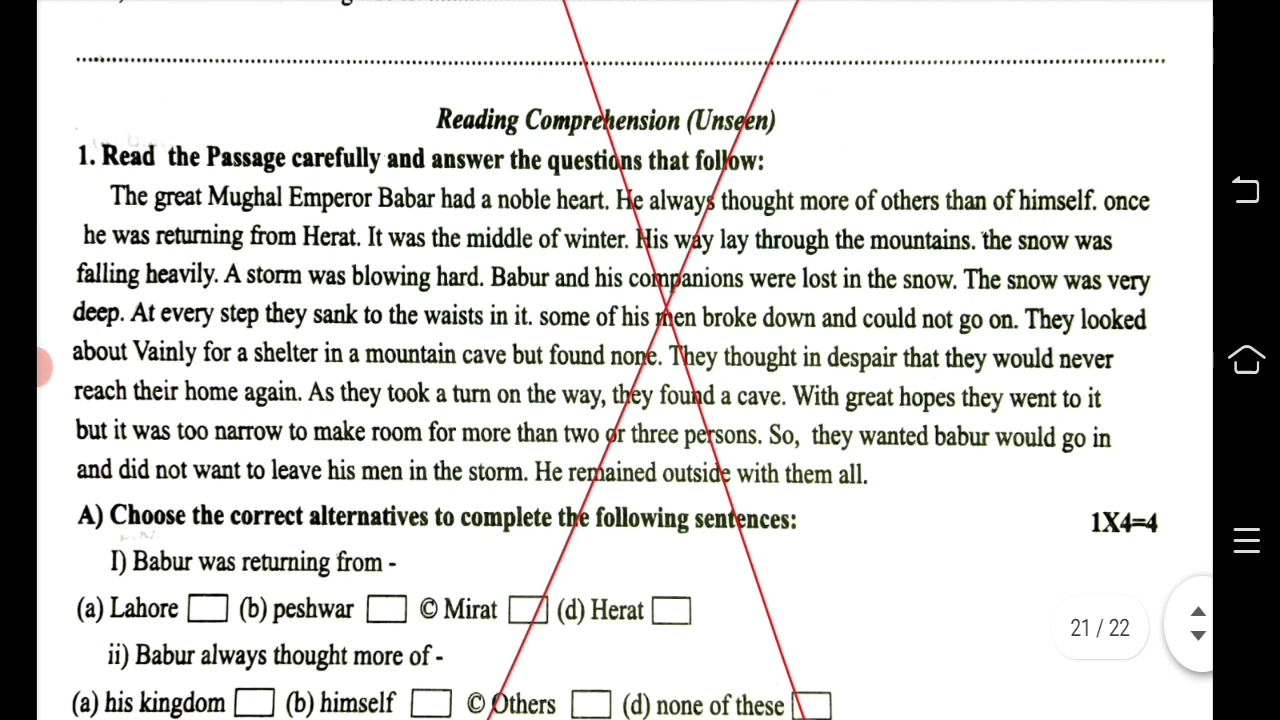 Reading Comprehension (Unseen)
1. Read the Passage carefully and answer the questions that follow:
The great Mughal Emperor Babar had a noble heart. He always thought more of others than of himself. once
he was returning from Herat. It was the middle of winter. His way lay through the mountains. the snow was
falling heavily. A storm was blowing hard. Babur and his companions were lost in the snow. The snow was very
deep. At every step they sank to the waists in it. some of his men broke down and could not go on. They looked
about Vainly for a shelter in a mountain cave but found none. They thought in despair that they would never
reach their home again. As they took a turn on the way, they found a cave. With great hopes they went to it
but it was too narrow to make room for more than two or three persons. So, they wanted babur would go in
and did not want to leave his men in the storm. He remained outside with them all.
A) Choose the correct alternatives to complete the following sentences: 1X4=4
I) Babur was returning from -
(a) Lahore (b) peshwar © Mirat (d) Herat
ii) Babur always thought more of -
(a) his kingdom (b) himself © Others (d) none of these
21 / 22